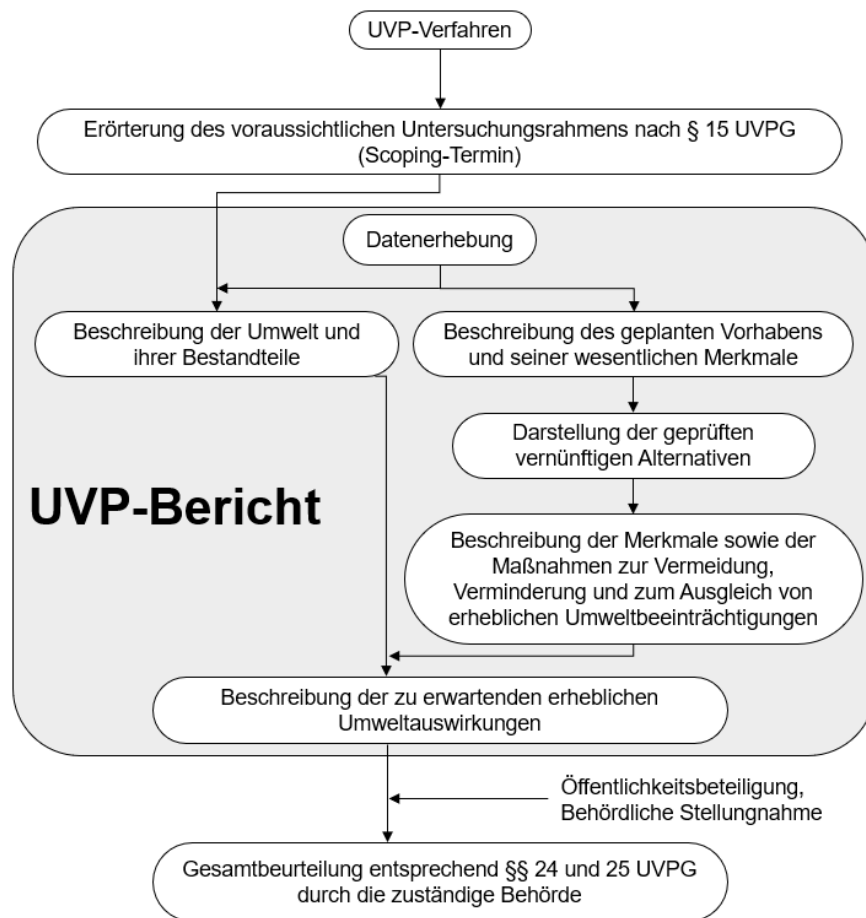 UVP-Verfahren
Erörterung des voraussichtlichen Untersuchungsrahmens nach § 15 UVPG
(Scoping-Termin)
Datenerhebung
Beschreibung der Umwelt und
ihrer Bestandteile
Beschreibung des geplanten Vorhabens
und seiner wesentlichen Merkmale
Darstellung der geprüften
vernünftigen Alternativen
UVP-Bericht
Beschreibung der Merkmale sowie der
Maßnahmen zur Vermeidung,
Verminderung und zum Ausgleich von
erheblichen Umweltbeeinträchtigungen
Beschreibung der zu erwartenden erheblichen
Umweltauswirkungen
Öffentlichkeitsbeteiligung,
Behördliche Stellungnahme
Gesamtbeurteilung entsprechend §§ 24 und 25 UVPG
durch die zuständige Behörde